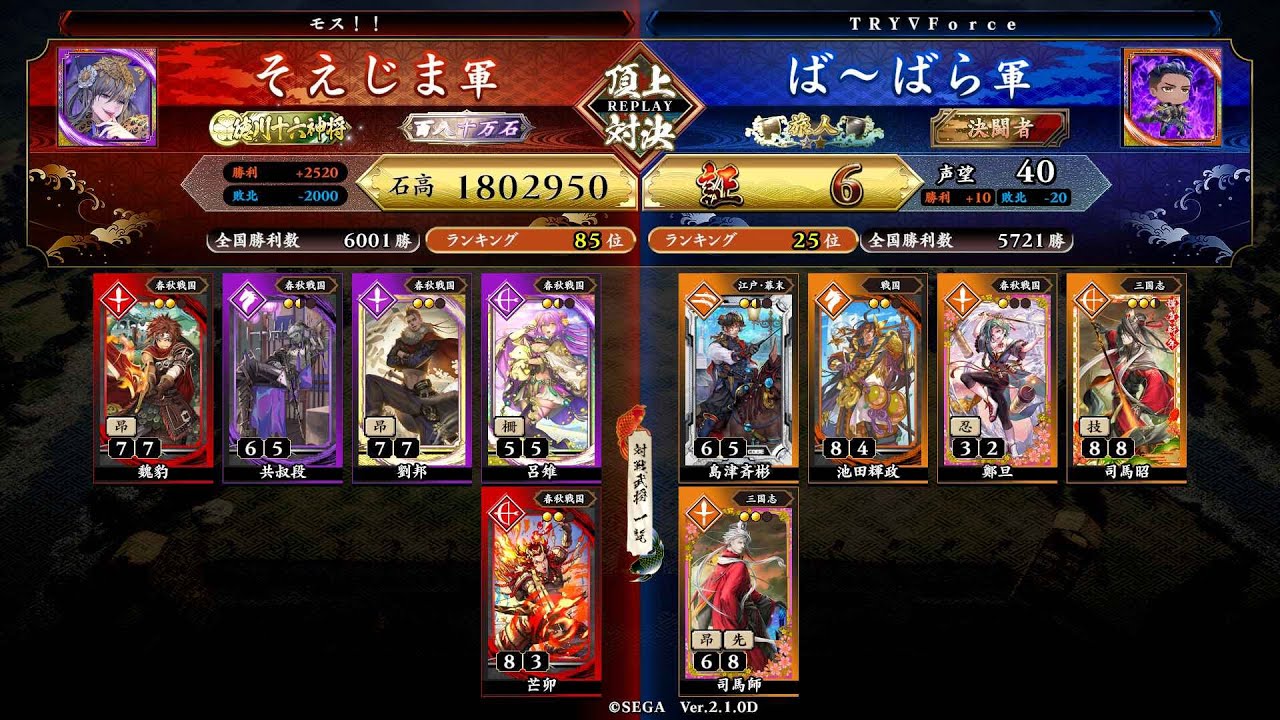 モス！！
TRY∇Force
そえじま軍
頂上
REPLAY
対決
ば～ばら軍
徳川十六神将
百八十万石
旅人
決闘者
勝利 +2520
敗北 -2000
石高 1802950
証 6
声望 40
勝利 +10 敗北 -20
全国勝利数 6001勝
ランキング 85位
ランキング 25位
全国勝利数 5721勝
春秋戦国
昂
7 7
魏豹
春秋戦国
6 5
共叔段
春秋戦国
昂
7 7
劉邦
春秋戦国
柵
5 5
呂雉
江戸・幕末
6 5
島津斉彬
戦国
8 4
池田輝政
春秋戦国
忍
3 2
鄭旦
三国志
技
8 8
司馬昭
対戦武将一覧
春秋戦国
8 3
芒卯
三国志
昂 先
6 8
司馬師
©SEGA Ver.2.1.0D